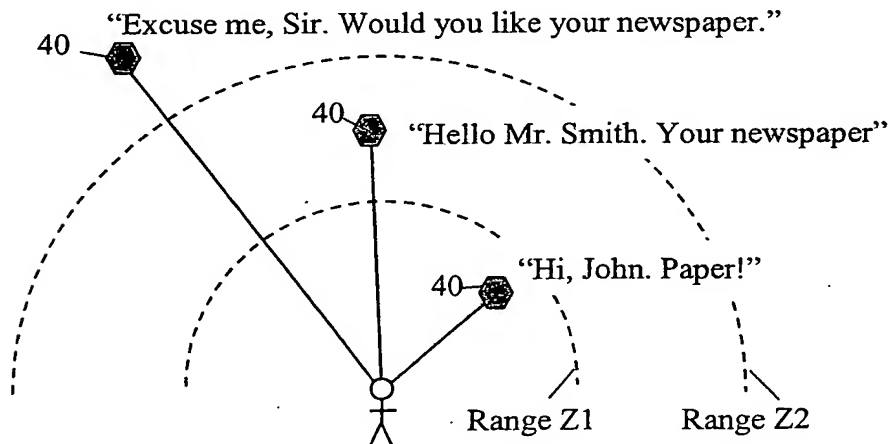 “Excuse me, Sir. Would you like your newspaper.”
40
40
“Hello Mr. Smith. Your newspaper”
“Hi, John. Paper!”
40
Range Z1
Range Z2